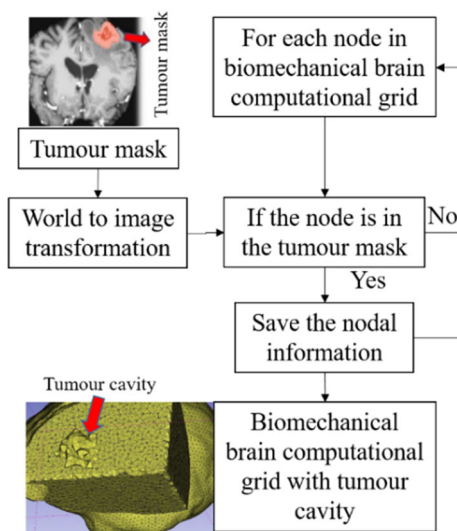 Tumour mask
Tumour mask
World to image
transformation
For each node in
biomechanical brain
computational grid
If the node is in
the tumour mask
No
Yes
Save the nodal
information
Tumour cavity
Biomechanical
brain computational
grid with tumour
cavity